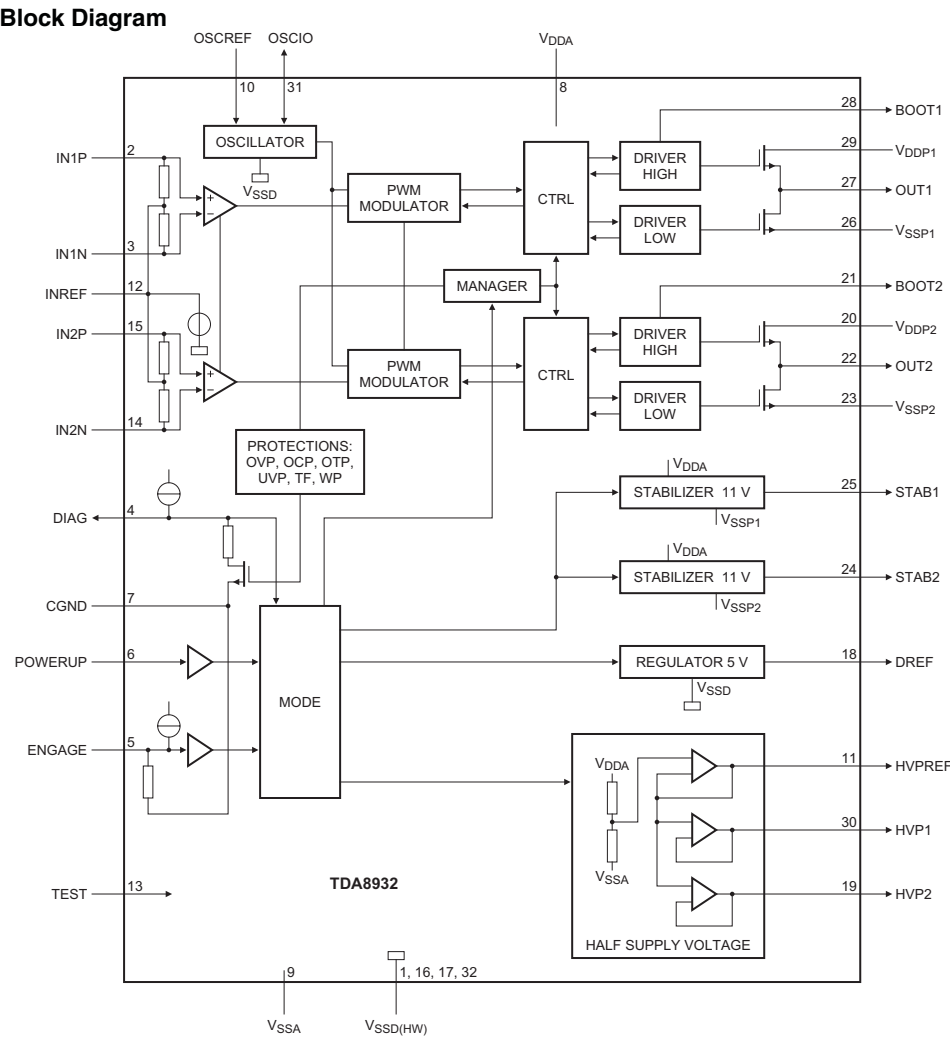 Block Diagram
OSCREF OSCIO VDDA
10 31 8
28 BOOT1
OSCILLATOR
VSSD
IN1P 2
PWM MODULATOR
CTRL
DRIVER HIGH
29 VDDP1
27 OUT1
DRIVER LOW
26 VSSP1
+
−
IN1N 3
INREF 12
MANAGER
21 BOOT2
IN2P 15
PWM MODULATOR
CTRL
DRIVER HIGH
20 VDDP2
22 OUT2
DRIVER LOW
23 VSSP2
+
−
IN2N 14
PROTECTIONS:
OVP, OCP, OTP,
UVP, TF, WP
VDDA
STABILIZER 11 V
25 STAB1
VSSP1
DIAG 4
VDDA
STABILIZER 11 V
24 STAB2
VSSP2
CGND 7
POWERUP 6
MODE
REGULATOR 5 V
18 DREF
VSSD
ENGAGE 5
VDDA
11 HVPREF
30 HVP1
VSSA
19 HVP2
HALF SUPPLY VOLTAGE
TEST 13
TDA8932
9 1, 16, 17, 32
VSSA VSSD(HW)